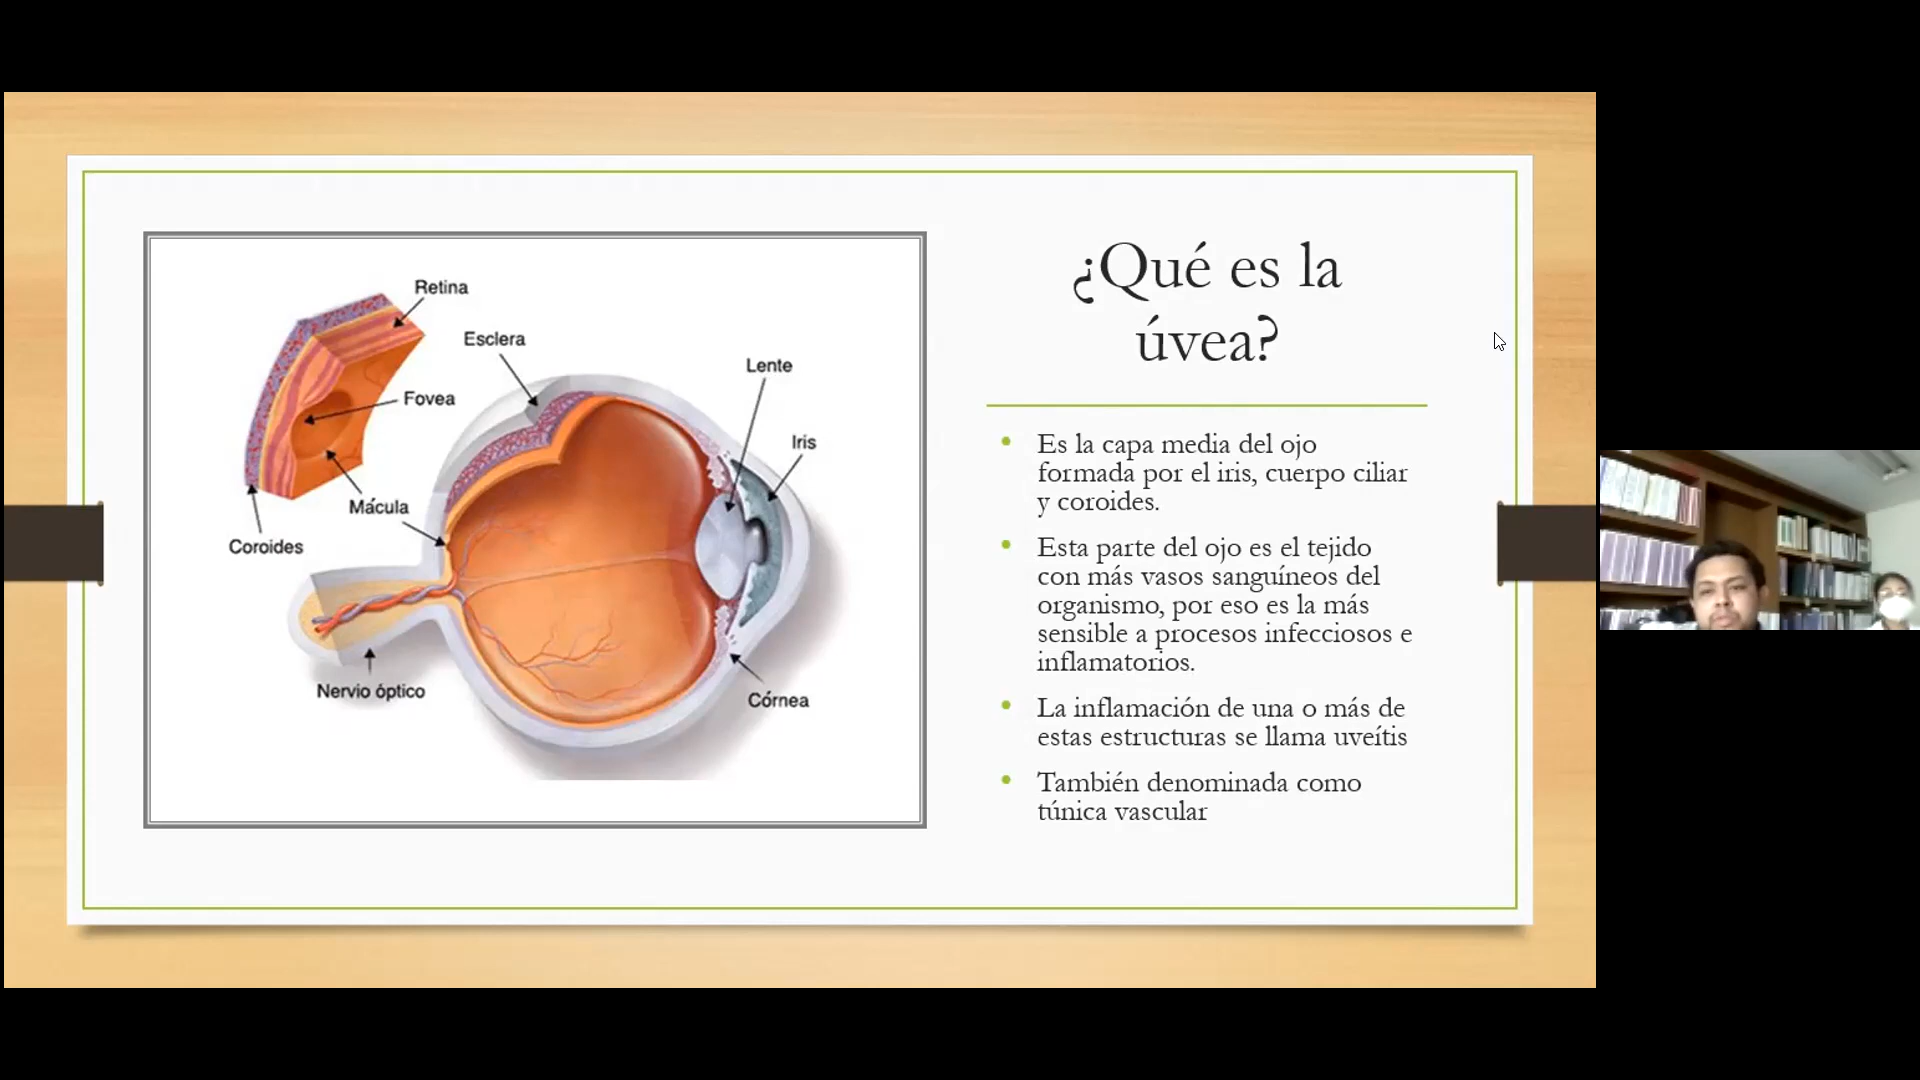 Retina
Esclera
Lente
Fovea
Iris
Mácula
Coroides
Nervio óptico
Córnea
¿Qué es la
úvea?
• Es la capa media del ojo
formada por el iris, cuerpo ciliar
y coroides.
• Esta parte del ojo es el tejido
con más vasos sanguíneos del
organismo, por eso es la más
sensible a procesos infecciosos e
inflamatorios.
• La inflamación de una o más de
estas estructuras se llama uveítis
• También denominada como
túnica vascular